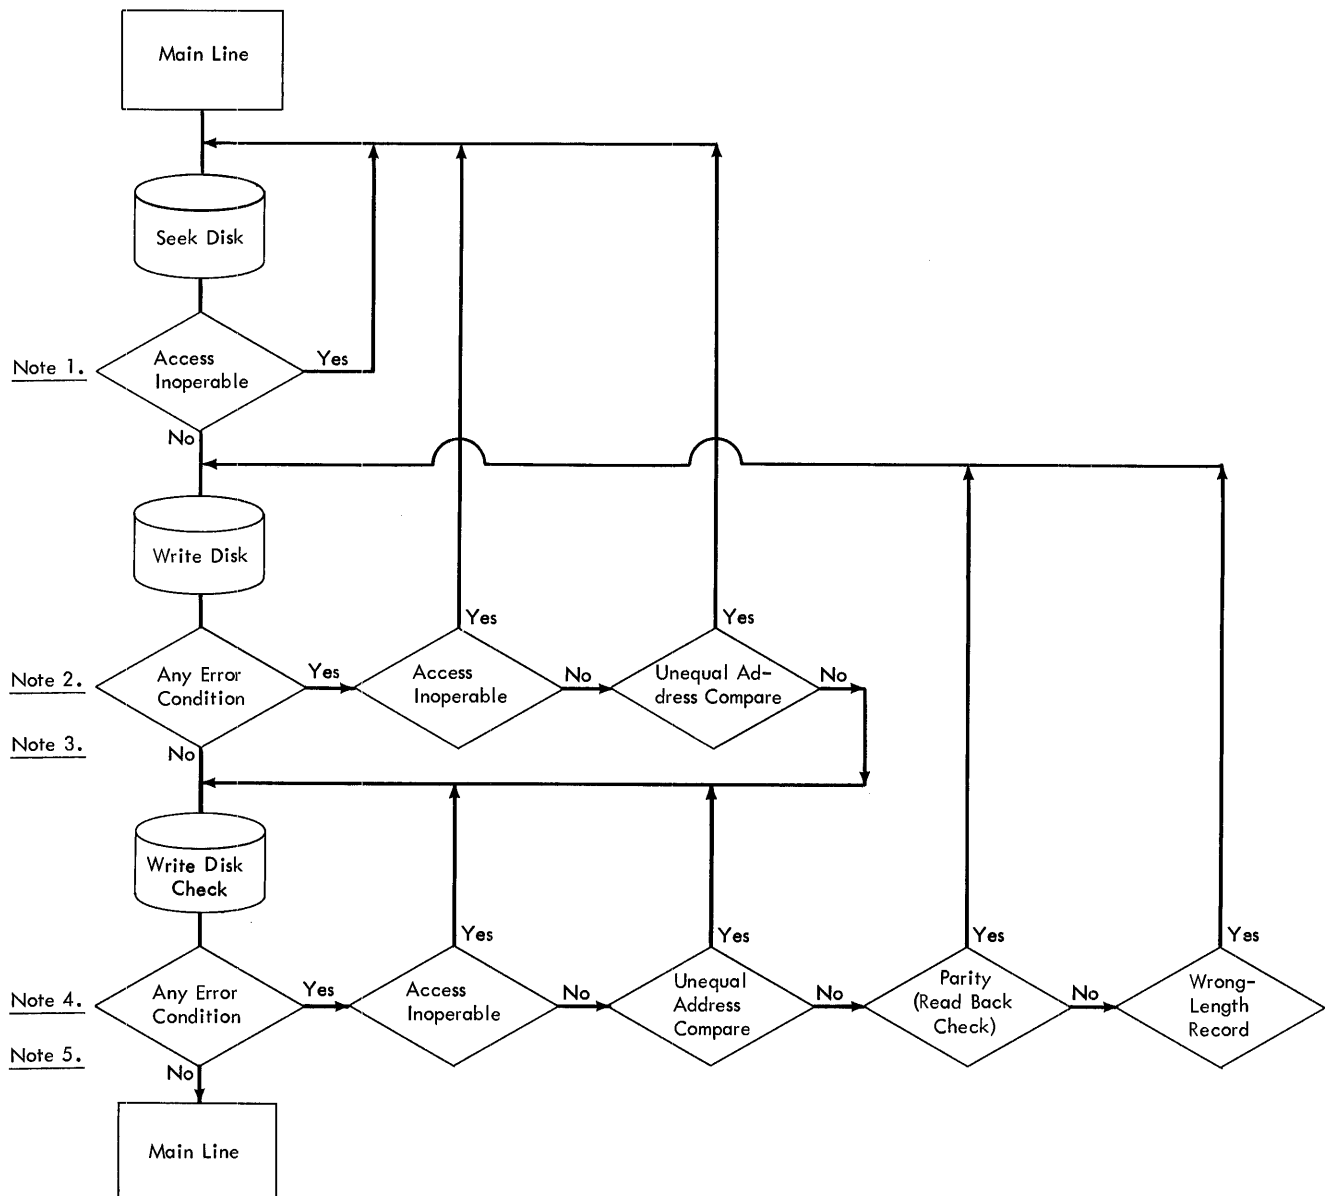 Main Line
Seek Disk
Note 1.
Access
Inoperable
Yes
No
Write Disk
Note 2.
Any Error
Condition
Yes
Access
Inoperable
Yes
No
Unequal Ad-
dress Compare
Yes
No
Note 3.
No
Write Disk
Check
Note 4.
Any Error
Condition
Yes
Access
Inoperable
Yes
No
Unequal
Address
Compare
Yes
No
Parity
(Read Back
Check)
Yes
No
Wrong-
Length
Record
Yes
Note 5.
No
Main Line